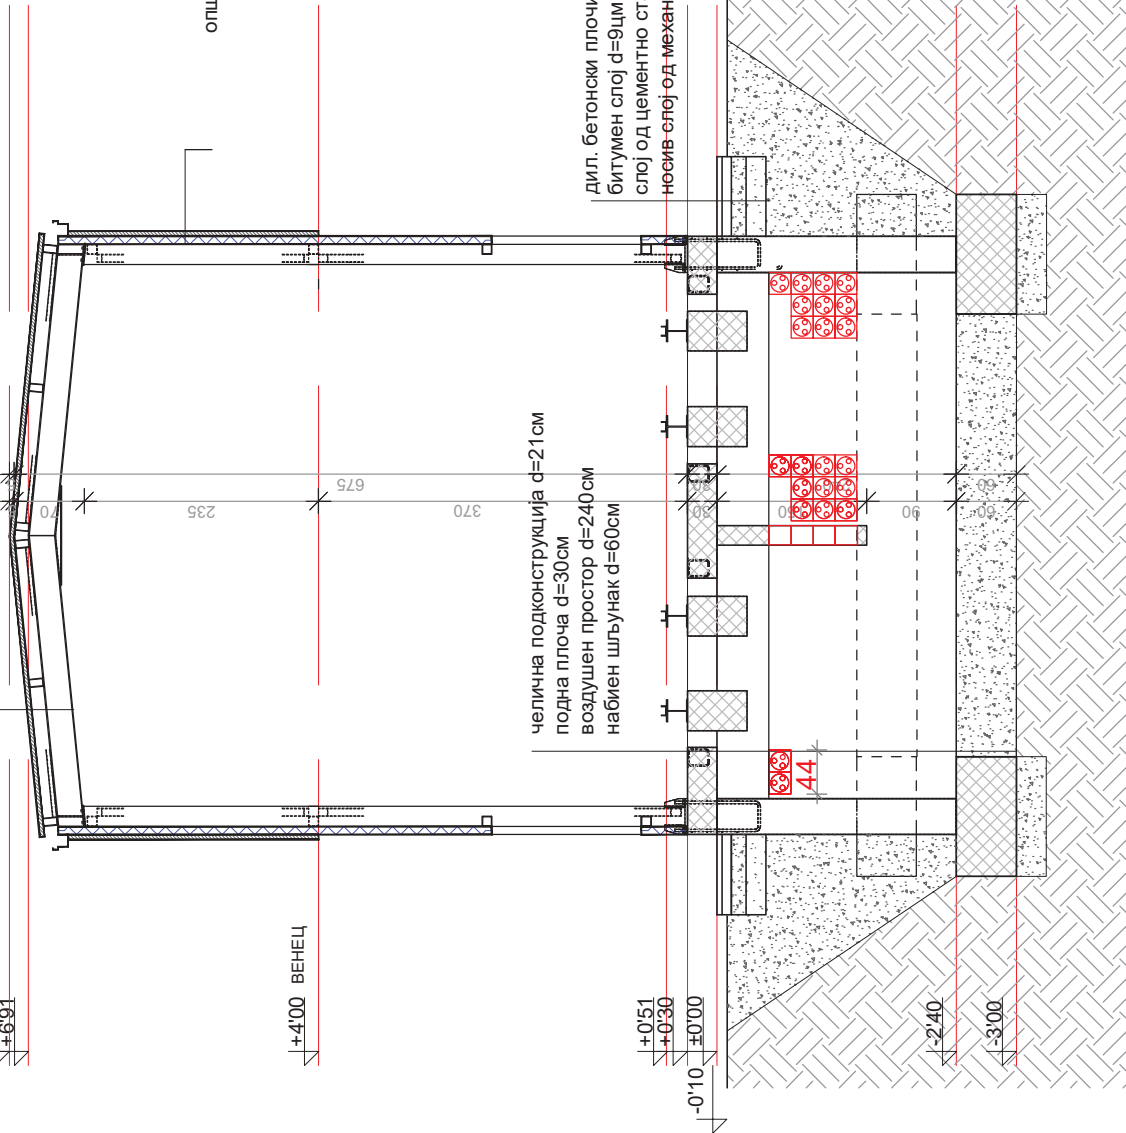 опш
дил. бетонски плочи
битумен слој d=9цм
слој од цементно ст
носив слој од механ
челична подконструкција d=21см
подна плоча d=30см
воздушен простор d=240см
набиен шљунак d=60см
70
235
675
370
30
30
90
60
60
44
+6'91
+4'00 ВЕНЕЦ
+0'51
+0'30
±0'00
-0'10
-2'40
-3'00